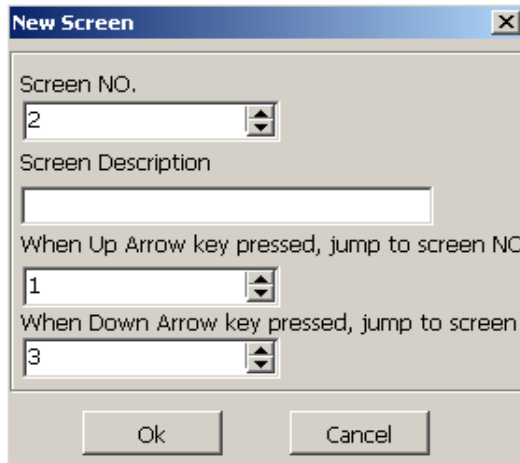 New Screen
Screen NO.
2
Screen Description
When Up Arrow key pressed, jump to screen NO
1
When Down Arrow key pressed, jump to screen
3
Ok Cancel